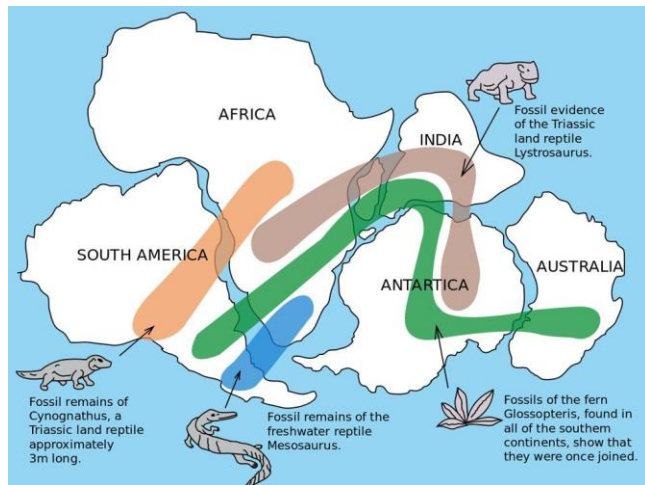 AFRICA
INDIA
SOUTH AMERICA
ANTARTICA
AUSTRALIA
Fossil evidence
of the Triassic
land reptile
Lystrosaurus.
Fossil remains of
Cynognathus, a
Triassic land reptile
approximately
3m long.
Fossil remains of the
freshwater reptile
Mesosaurus.
Fossils of the fern
Glossopteris, found in
all of the southem
continents, show that
they were once joined.